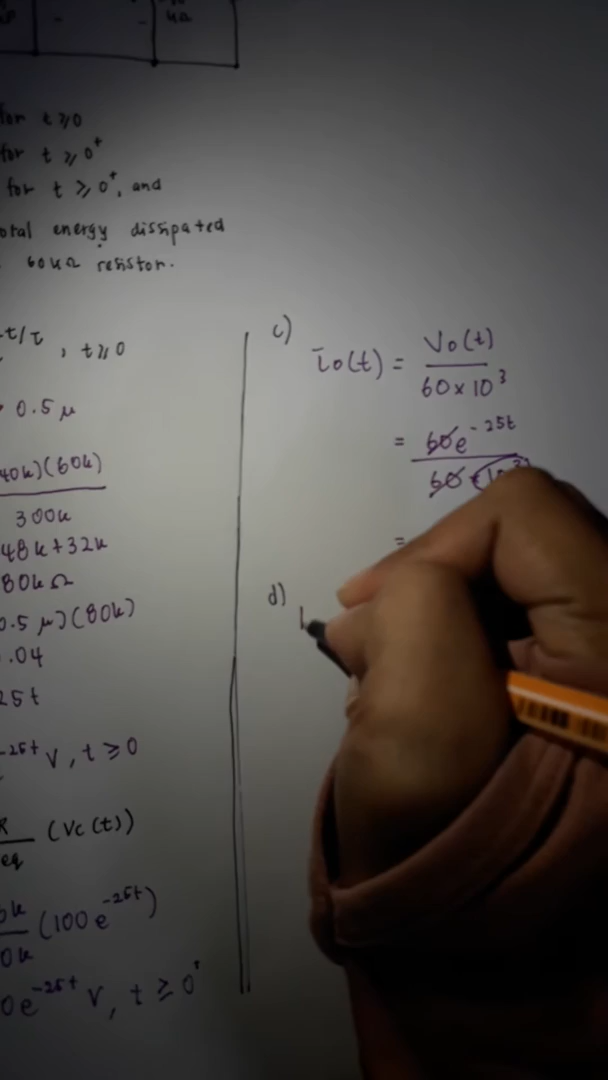 for t ≥ 0
for t ≥ 0⁺
for t ≥ 0⁺, and
otal energy dissipated
60kΩ resistor.
-t/τ , t ≥ 0
0.5 μ
40k)(60k)
300k
48k + 32k
80kΩ
0.5 μ)(80k)
.04
25t
-25t V, t ≥ 0
(Vc(t))
eq
(100e^-25t)
0k
0e^-25t V, t ≥ 0⁺
c)
io(t) = Vo(t)
60 × 10³
= 60e^-25t
60
=
d)